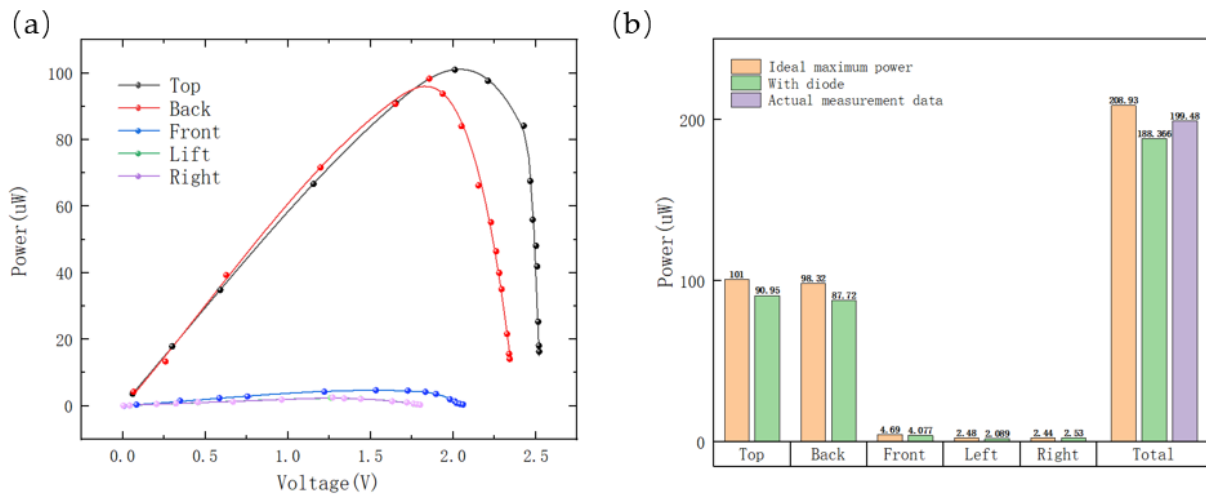 (a)
100
80
60
40
20
0
Power(uW)
Top
Back
Front
Lift
Right
0.0 0.5 1.0 1.5 2.0 2.5
Voltage(V)
(b)
Ideal maximum power
With diode
Actual measurement data
200
100
0
Power(uW)
101
90.95
98.32
87.72
4.69
4.077
2.48
2.089
2.44
2.53
208.93
188.366
199.48
Top Back Front Left Right Total